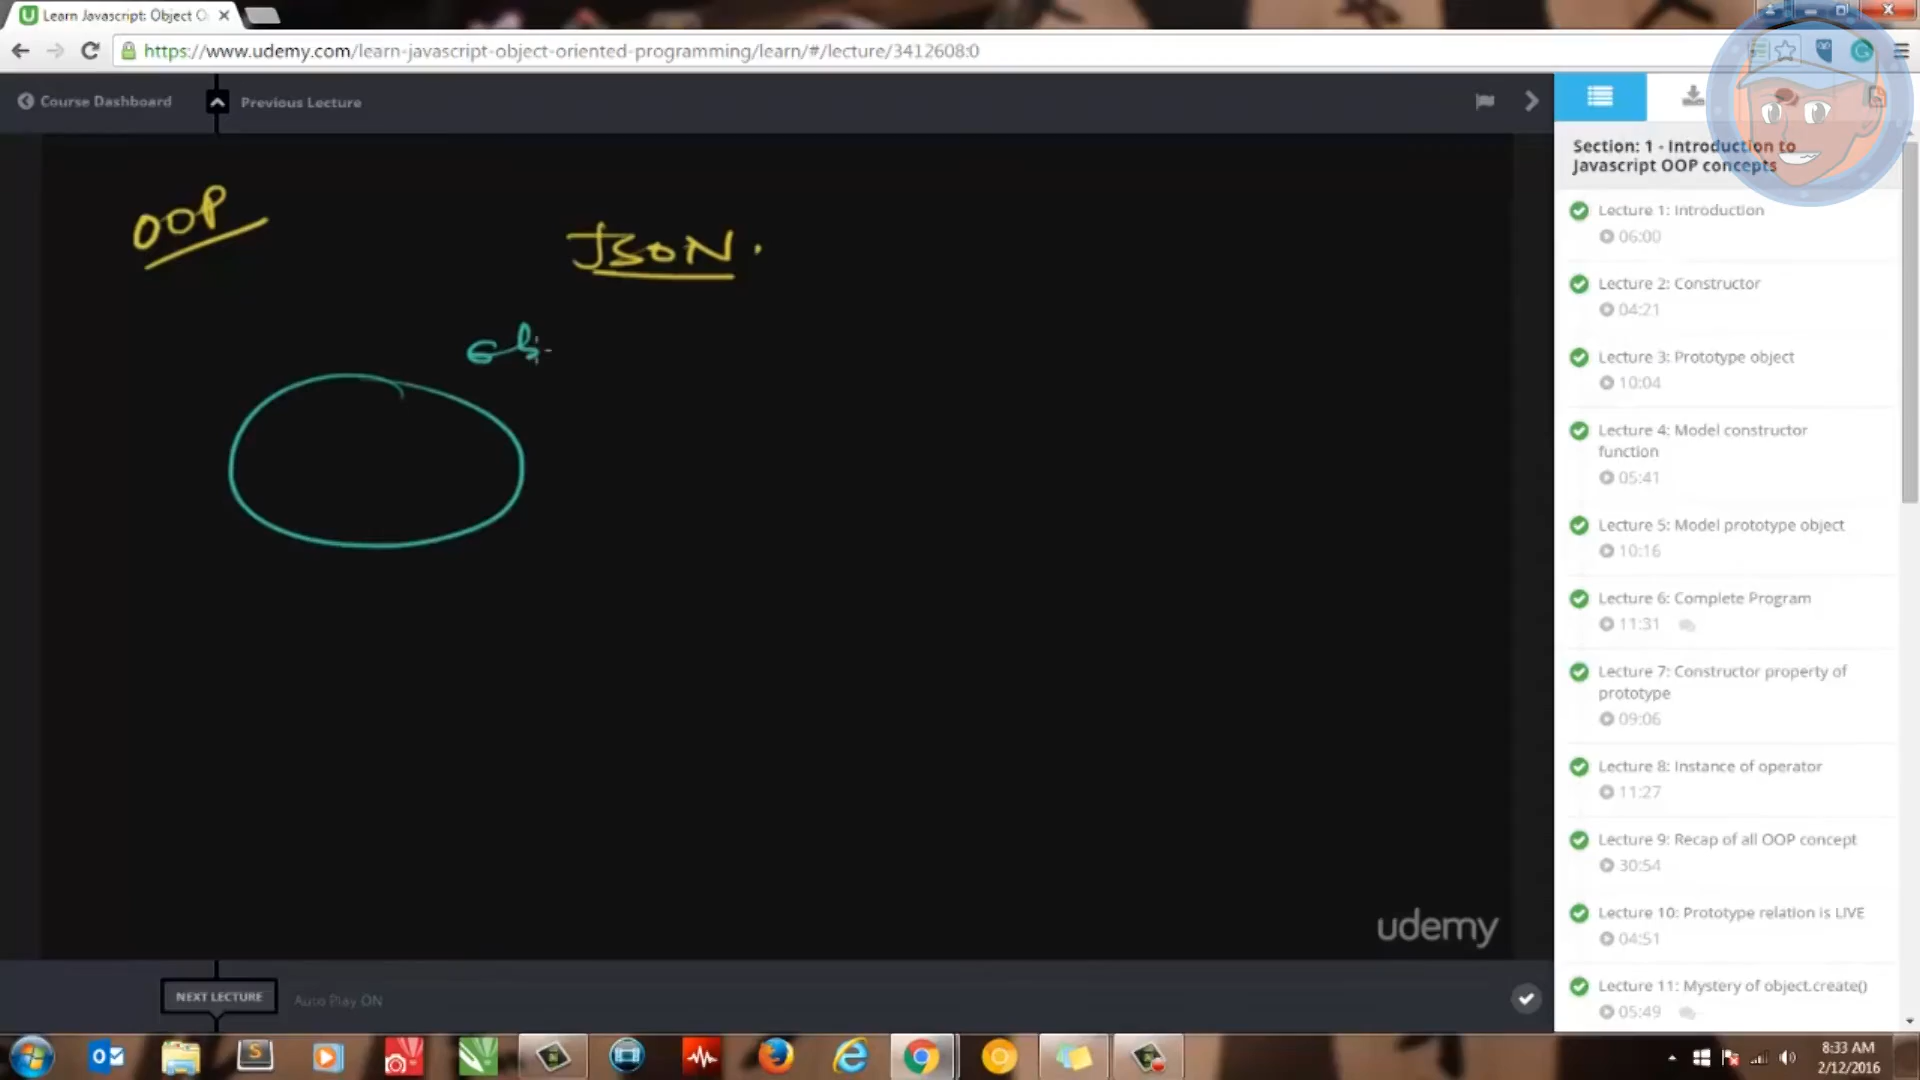 Learn Javascript: Object O
https://www.udemy.com/learn-javascript-object-oriented-programming/learn/#/lecture/3412608:0
Course Dashboard
Previous Lecture
OOP
JSON.
udemy
NEXT LECTURE
Auto Play ON
Section: 1 - Introduction to
Javascript OOP concepts
Lecture 1: Introduction
06:00
Lecture 2: Constructor
04:21
Lecture 3: Prototype object
10:04
Lecture 4: Model constructor
function
05:41
Lecture 5: Model prototype object
10:16
Lecture 6: Complete Program
11:31
Lecture 7: Constructor property of
prototype
09:06
Lecture 8: Instance of operator
11:27
Lecture 9: Recap of all OOP concept
30:54
Lecture 10: Prototype relation is LIVE
04:51
Lecture 11: Mystery of object.create()
05:49
8:33 AM
2/12/2016